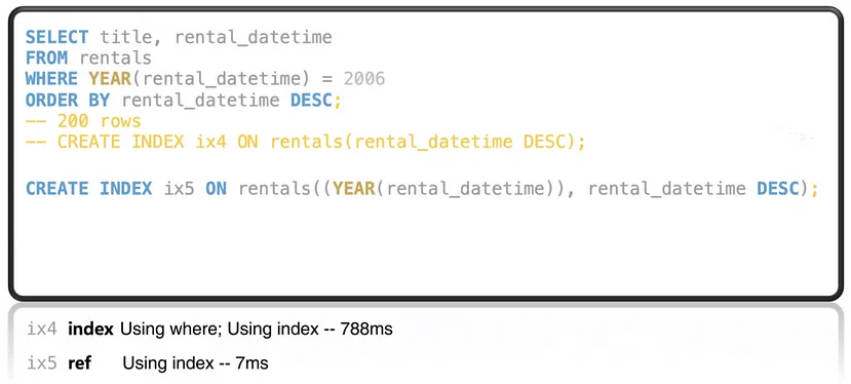 SELECT title, rental_datetime
FROM rentals
WHERE YEAR(rental_datetime) = 2006
ORDER BY rental_datetime DESC;
-- 200 rows
-- CREATE INDEX ix4 ON rentals(rental_datetime DESC);
CREATE INDEX ix5 ON rentals((YEAR(rental_datetime)), rental_datetime DESC);
ix4 index Using where; Using index -- 788ms
ix5 ref Using index -- 7ms